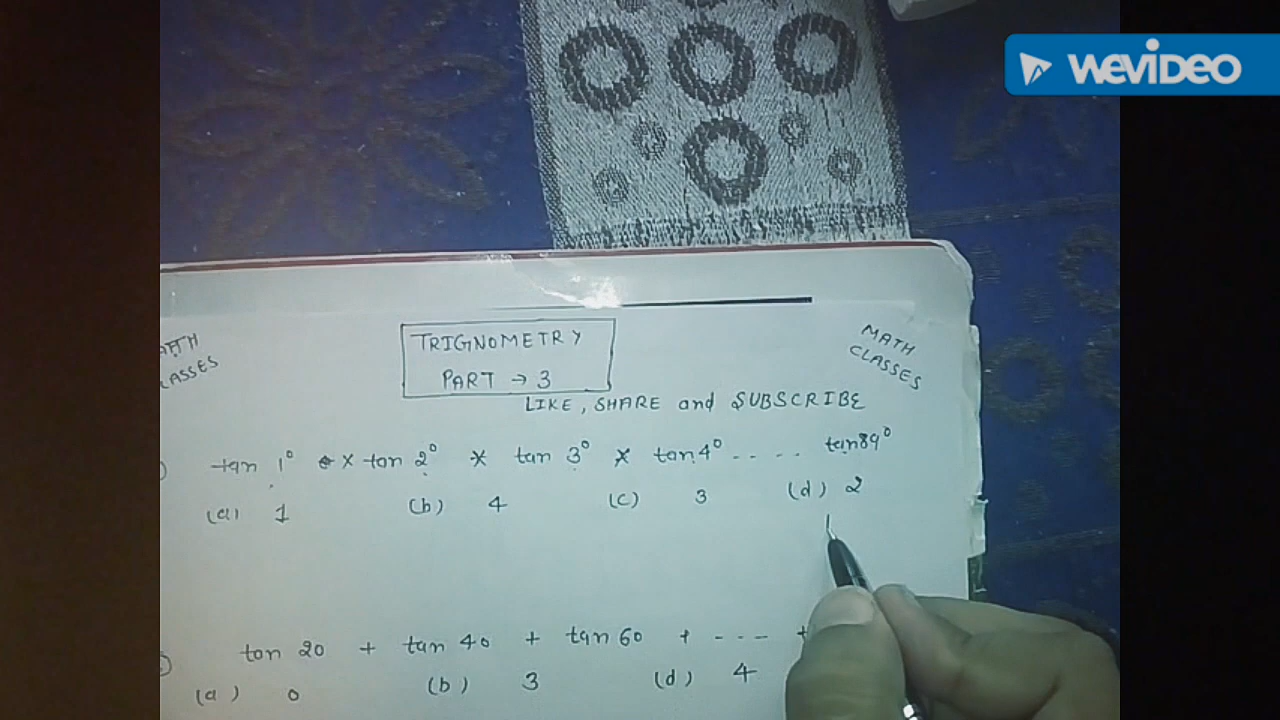 WEVIDEO
TRIGNOMETRY
PART → 3
MATH
CLASSES
LASSES
LIKE, SHARE and SUBSCRIBE
) tan 1° × tan 2° * tan 3° * tan 4° - - . . . tan 89°
(a) 1 (b) 4 (c) 3 (d) 2
) tan 20 + tan 40 + tan 60 + - - - - +
(a) 0 (b) 3 (d) 4